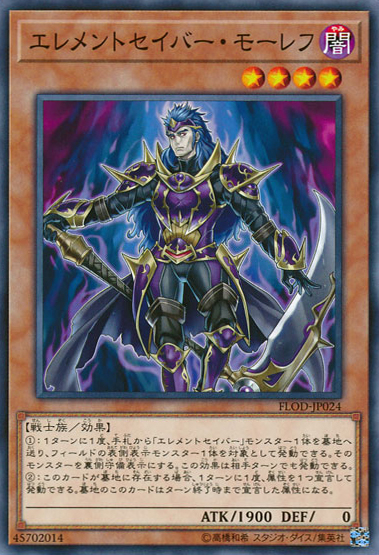 エレメントセイバー・モーレフ
闇
FLOD-JP024
【戦士族／効果】
①：1ターンに1度、手札から「エレメントセイバー」モンスター1体を墓地へ
送り、フィールドの表側表示モンスター1体を対象として発動できる。その
モンスターを裏側守備表示にする。この効果は相手ターンでも発動できる。
②：このカードが墓地に存在する場合、1ターンに1度、属性を1つ宣言して
発動できる。墓地のこのカードはターン終了時まで宣言した属性になる。
ATK/1900 DEF/ 0
45702014
©高橋和希 スタジオ・ダイス/集英社